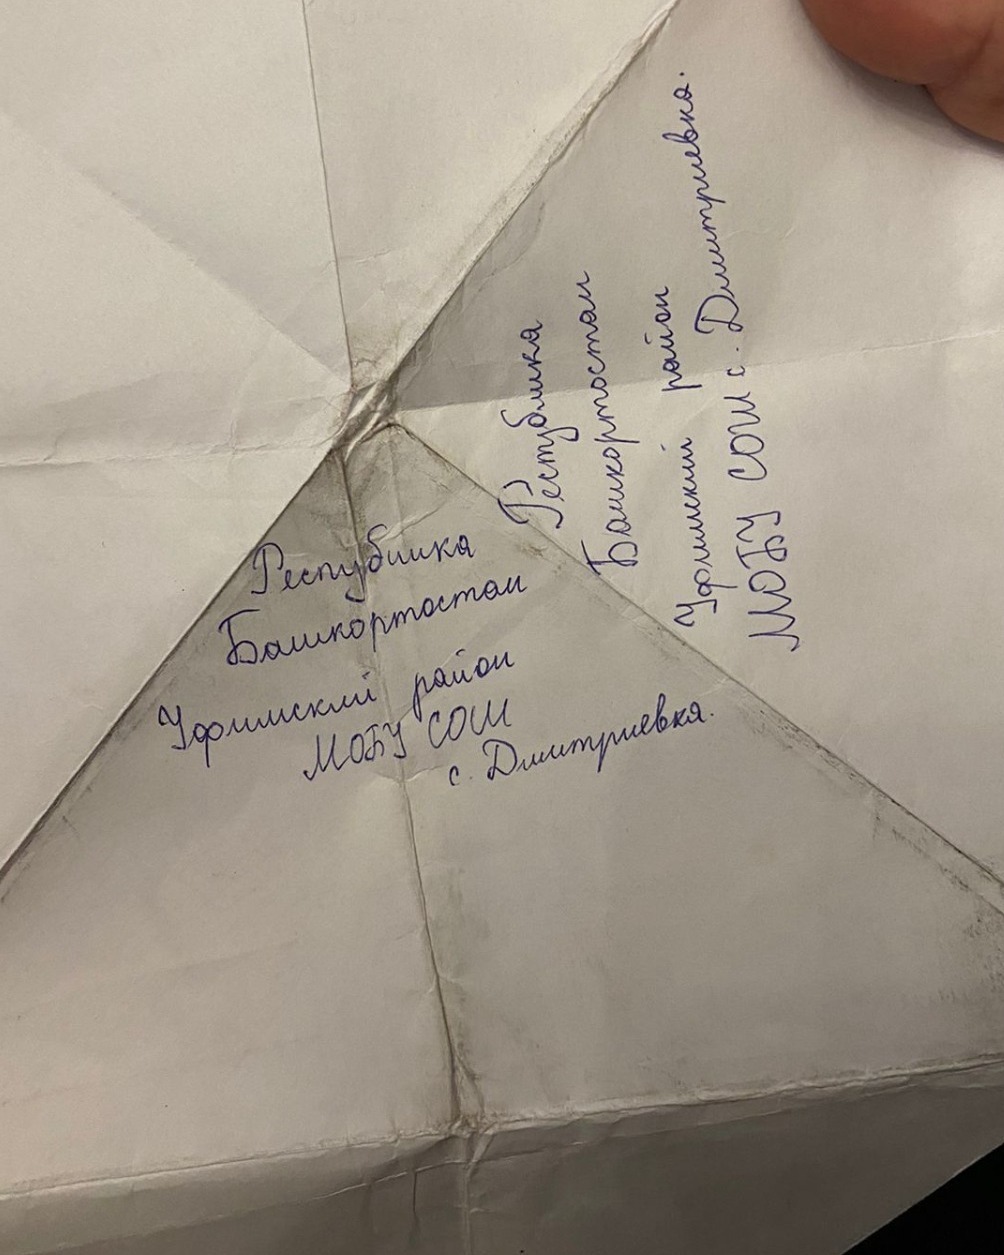 Республика
Башкортостан
Уфимский район
МОБУ СОШ
с. Дмитриевка.
Республика
Башкортостан
Уфимский район
МОБУ СОШ с. Дмитриевка.